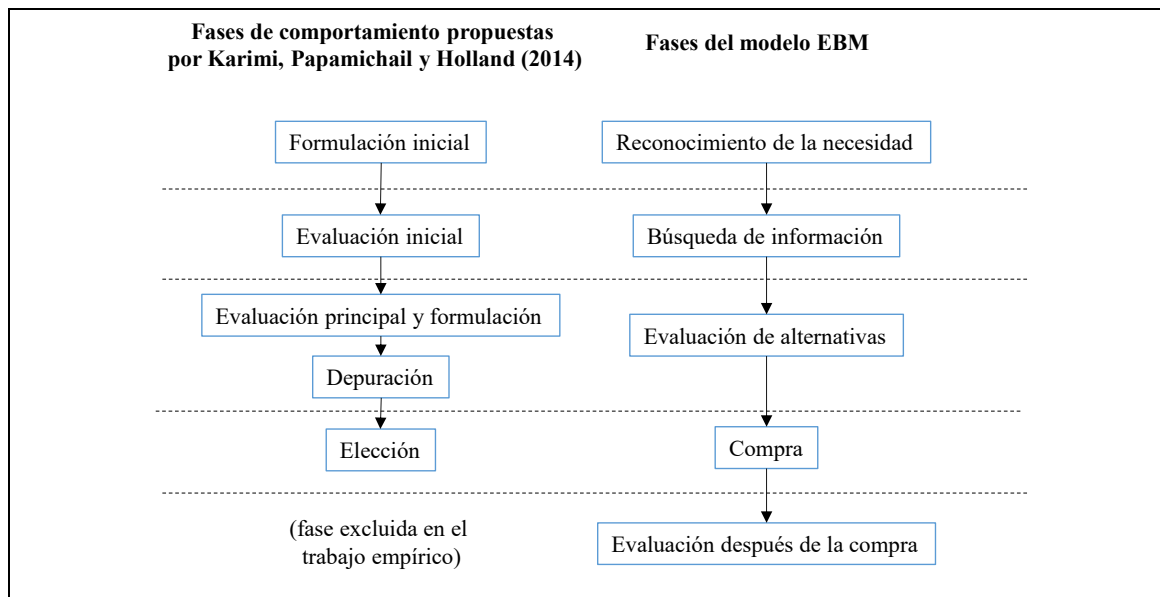 Fases de comportamiento propuestas
por Karimi, Papamichail y Holland (2014)
Fases del modelo EBM
Formulación inicial
Reconocimiento de la necesidad
Evaluación inicial
Búsqueda de información
Evaluación principal y formulación
Evaluación de alternativas
Depuración
Elección
Compra
(fase excluida en el
trabajo empírico)
Evaluación después de la compra